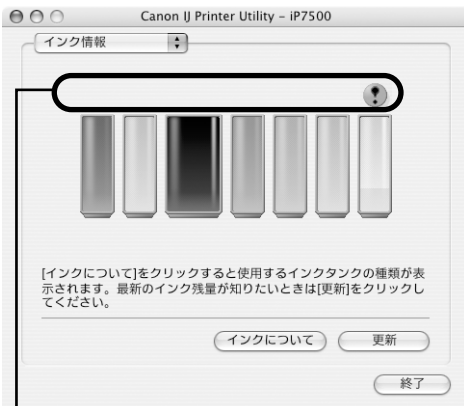 Canon IJ Printer Utility – iP7500
インク情報
[インクについて]をクリックすると使用するインクタンクの種類が表
示されます。最新のインク残量が知りたいときは[更新]をクリックし
てください。
インクについて 更新
終了